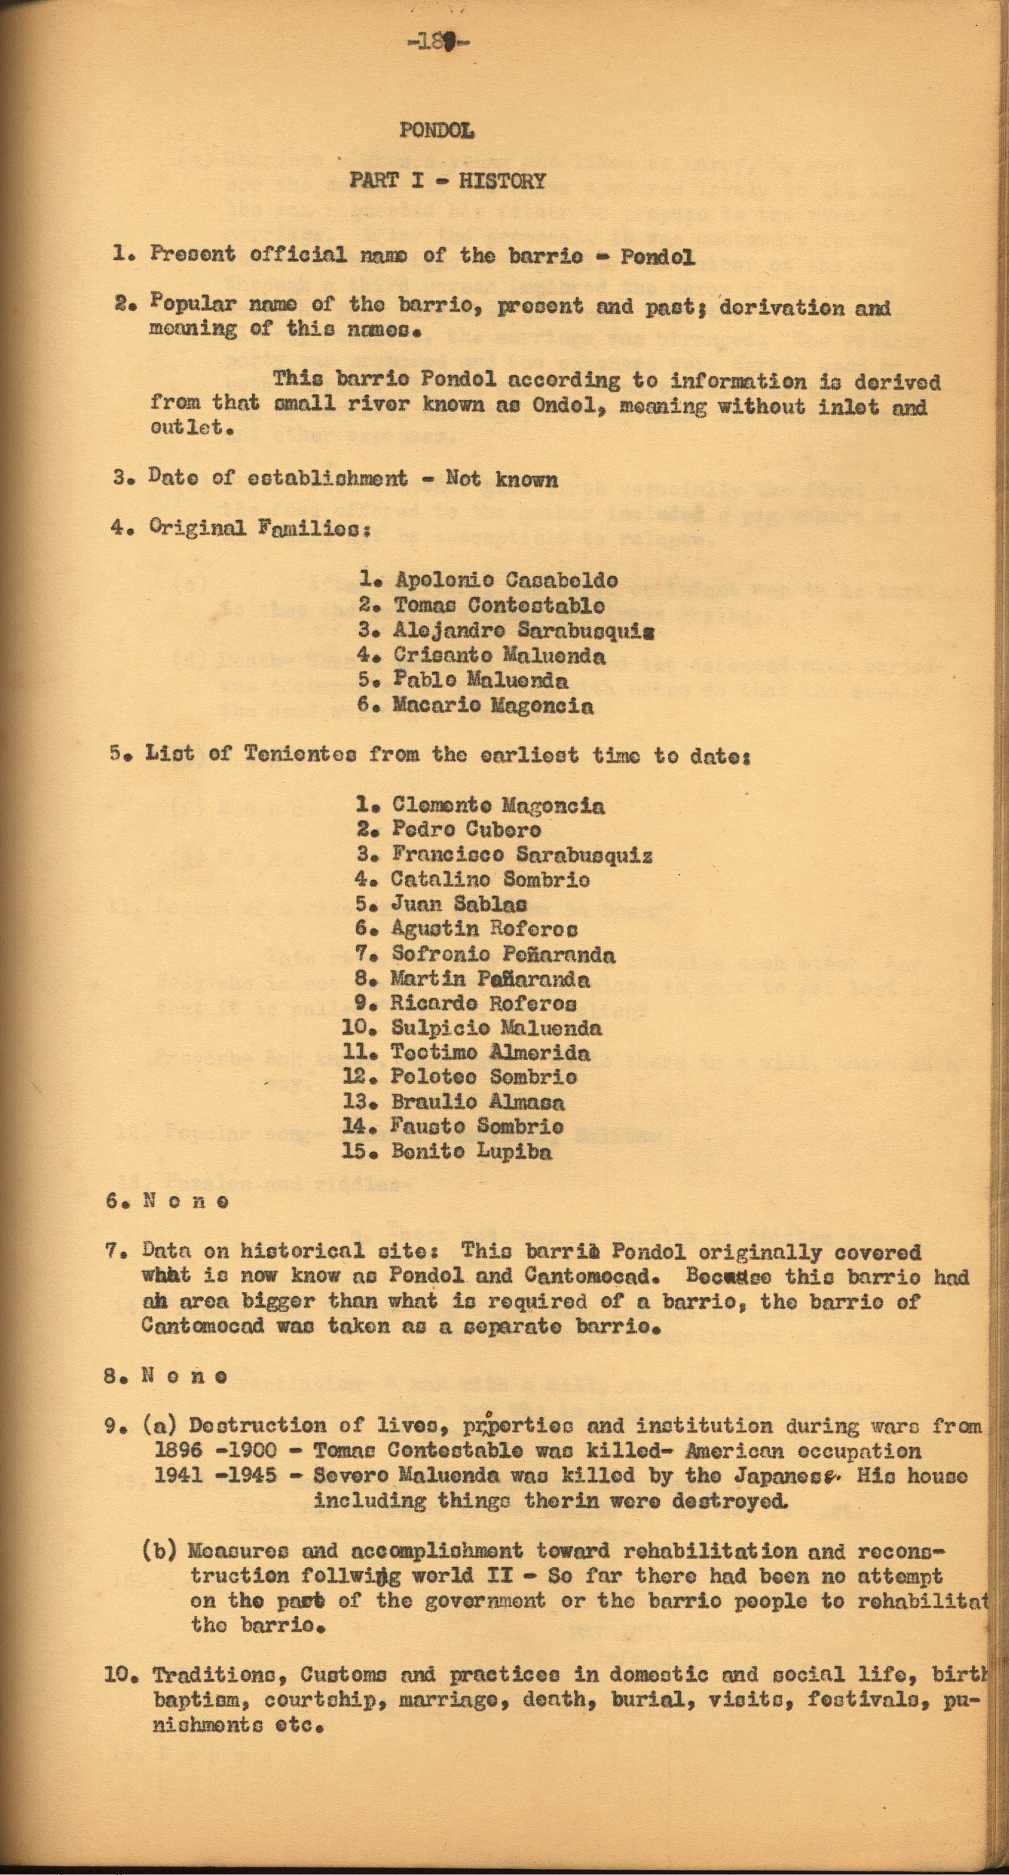 -189-
PONDOL
PART I - HISTORY
1. Present official name of the barrio - Pondol
2. Popular name of the barrio, present and past; derivation and
meaning of this names.
This barrio Pondol according to information is derived
from that small river known as Ondol, meaning without inlet and
outlet.
3. Date of establishment - Not known
4. Original Families:
1. Apolonio Casabeldo
2. Tomas Contestable
3. Alejandro Sarabusquis
4. Crisanto Maluenda
5. Pablo Maluenda
6. Macario Magencia
5. List of Tenientes from the earliest time to date:
1. Clemente Magencia
2. Pedro Cubero
3. Francisco Sarabusquiz
4. Catalino Sombrio
5. Juan Sablas
6. Agustin Roferos
7. Sofronio Peñaranda
8. Martin Peñaranda
9. Ricardo Roferos
10. Sulpicio Maluenda
11. Teotimo Almerida
12. Peloteo Sombrio
13. Braulio Almasa
14. Fausto Sombrio
15. Benito Lupiba
6. N o n e
7. Data on historical site: This barrio Pondol originally covered
what is now know as Pondol and Cantomocad. Because this barrio had
an area bigger than what is required of a barrio, the barrio of
Cantomocad was taken as a separate barrio.
8. N o n e
9. (a) Destruction of lives, properties and institution during wars from
1896 -1900 - Tomas Contestable was killed- American occupation
1941 -1945 - Severo Maluenda was killed by the Japanese. His house
including things therin were destroyed.
(b) Measures and accomplishment toward rehabilitation and recons-
truction follwing world II - So far there had been no attempt
on the part of the government or the barrio people to rehabilitat
the barrio.
10. Traditions, Customs and practices in domestic and social life, birth
baptism, courtship, marriage, death, burial, visits, festivals, pu-
nishments etc.